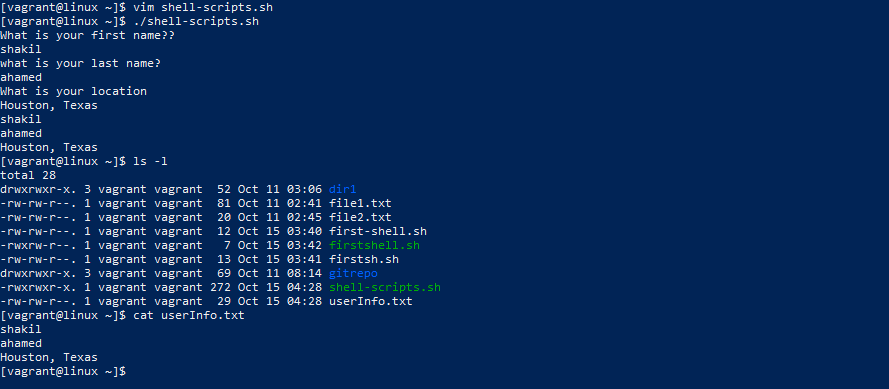 [vagrant@linux ~]$ vim shell-scripts.sh
[vagrant@linux ~]$ ./shell-scripts.sh
What is your first name??
shakil
what is your last name?
ahamed
What is your location
Houston, Texas
shakil
ahamed
Houston, Texas
[vagrant@linux ~]$ ls -l
total 28
drwxrwxr-x. 3 vagrant vagrant  52 Oct 11 03:06 dir1
-rw-rw-r--. 1 vagrant vagrant  81 Oct 11 02:41 file1.txt
-rw-rw-r--. 1 vagrant vagrant  20 Oct 11 02:45 file2.txt
-rw-rw-r--. 1 vagrant vagrant  12 Oct 15 03:40 first-shell.sh
-rwxrw-r--. 1 vagrant vagrant   7 Oct 15 03:42 firstshell.sh
-rw-rw-r--. 1 vagrant vagrant  13 Oct 15 03:41 firstsh.sh
drwxrwxr-x. 3 vagrant vagrant  69 Oct 11 08:14 gitrepo
-rwxrwxr-x. 1 vagrant vagrant 272 Oct 15 04:28 shell-scripts.sh
-rw-rw-r--. 1 vagrant vagrant  29 Oct 15 04:28 userInfo.txt
[vagrant@linux ~]$ cat userInfo.txt
shakil
ahamed
Houston, Texas
[vagrant@linux ~]$